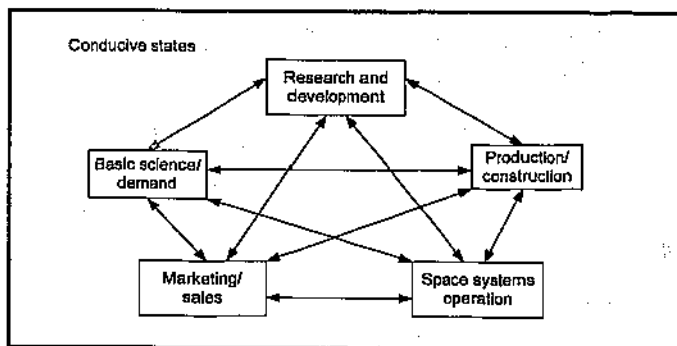 Conducive states
Research and
development
Basic science/
demand
Production/
construction
Marketing/
sales
Space systems
operation